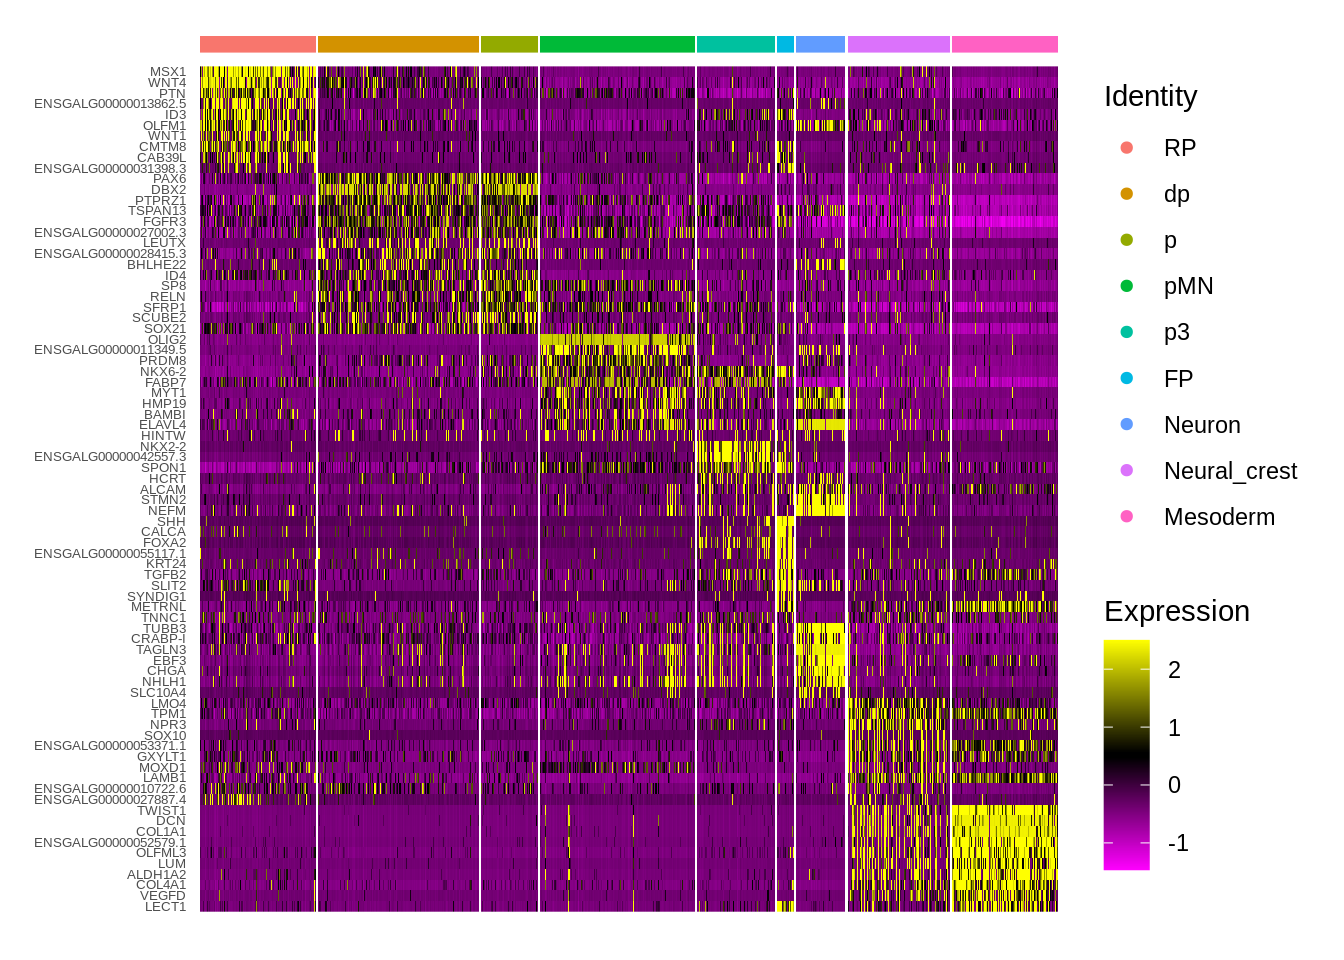 MSX1
WNT4
PTN
ENSGALG00000013862.5
ID3
OLFM1
WNT1
CMTM8
CAB39L
ENSGALG00000031398.3
PAX6
DBX2
PTPRZ1
TSPAN13
FGFR3
ENSGALG00000027002.3
LEUTX
ENSGALG00000028415.3
BHLHE22
ID4
SP8
RELN
SFRP1
SCUBE2
SOX21
OLIG2
ENSGALG00000011349.5
PRDM8
NKX6-2
FABP7
MYT1
HMP19
BAMBI
ELAVL4
HINTW
NKX2-2
ENSGALG00000042557.3
SPON1
HCRT
ALCAM
STMN2
NEFM
SHH
CALCA
FOXA2
ENSGALG00000055117.1
KRT24
TGFB2
SLIT2
SYNDIG1
METRNL
TNNC1
TUBB3
CRABP-I
TAGLN3
EBF3
CHGA
NHLH1
SLC10A4
LMO4
TPM1
NPR3
SOX10
ENSGALG00000053371.1
GXYLT1
MOXD1
LAMB1
ENSGALG00000010722.6
ENSGALG00000027887.4
TWIST1
DCN
COL1A1
ENSGALG00000052579.1
OLFML3
LUM
ALDH1A2
COL4A1
VEGFD
LECT1
Identity
RP
dp
p
pMN
p3
FP
Neuron
Neural_crest
Mesoderm
Expression
2
1
0
-1